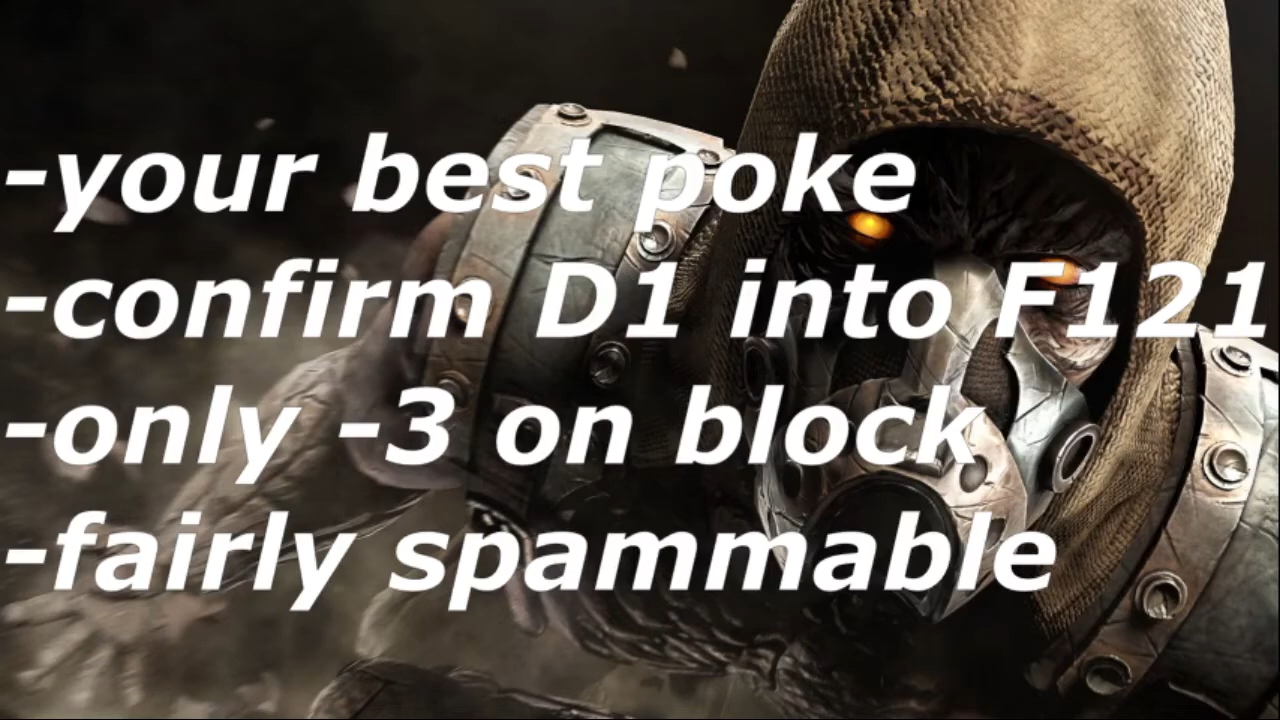 -your best poke
-confirm D1 into F121
-only -3 on block
-fairly spammable